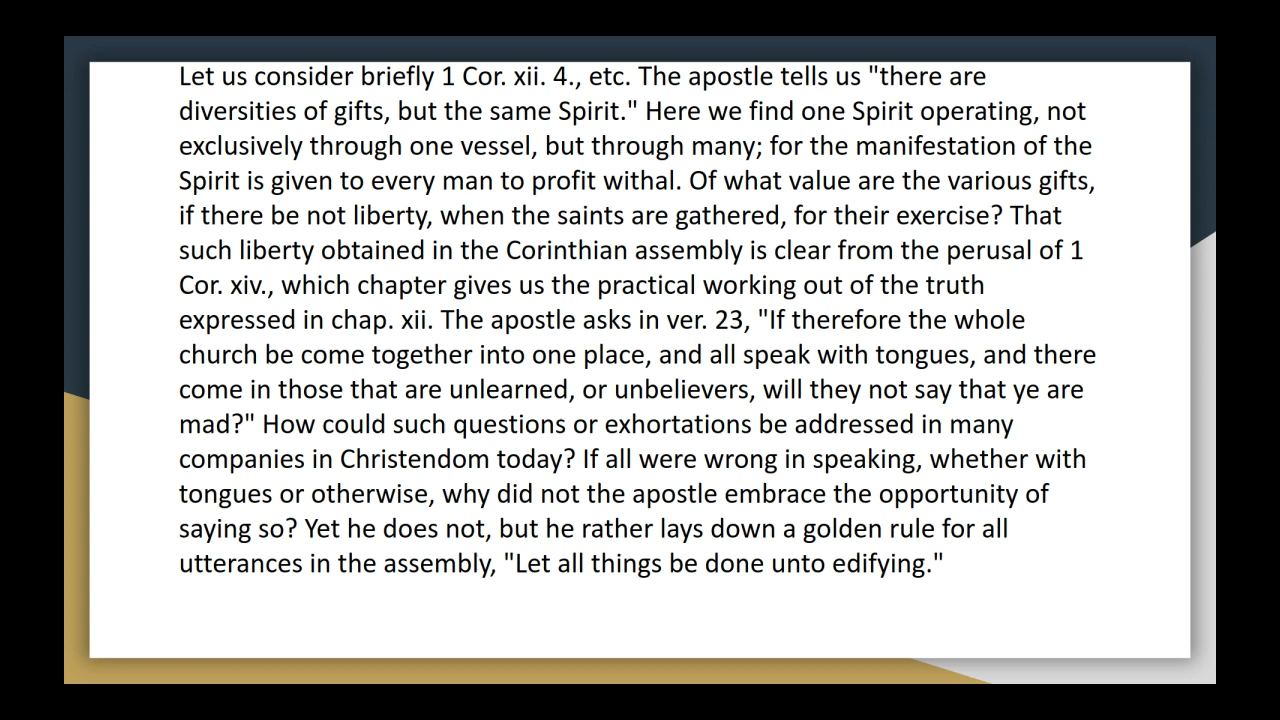 Let us consider briefly 1 Cor. xii. 4., etc. The apostle tells us "there are
diversities of gifts, but the same Spirit." Here we find one Spirit operating, not
exclusively through one vessel, but through many; for the manifestation of the
Spirit is given to every man to profit withal. Of what value are the various gifts,
if there be not liberty, when the saints are gathered, for their exercise? That
such liberty obtained in the Corinthian assembly is clear from the perusal of 1
Cor. xiv., which chapter gives us the practical working out of the truth
expressed in chap. xii. The apostle asks in ver. 23, "If therefore the whole
church be come together into one place, and all speak with tongues, and there
come in those that are unlearned, or unbelievers, will they not say that ye are
mad?" How could such questions or exhortations be addressed in many
companies in Christendom today? If all were wrong in speaking, whether with
tongues or otherwise, why did not the apostle embrace the opportunity of
saying so? Yet he does not, but he rather lays down a golden rule for all
utterances in the assembly, "Let all things be done unto edifying."